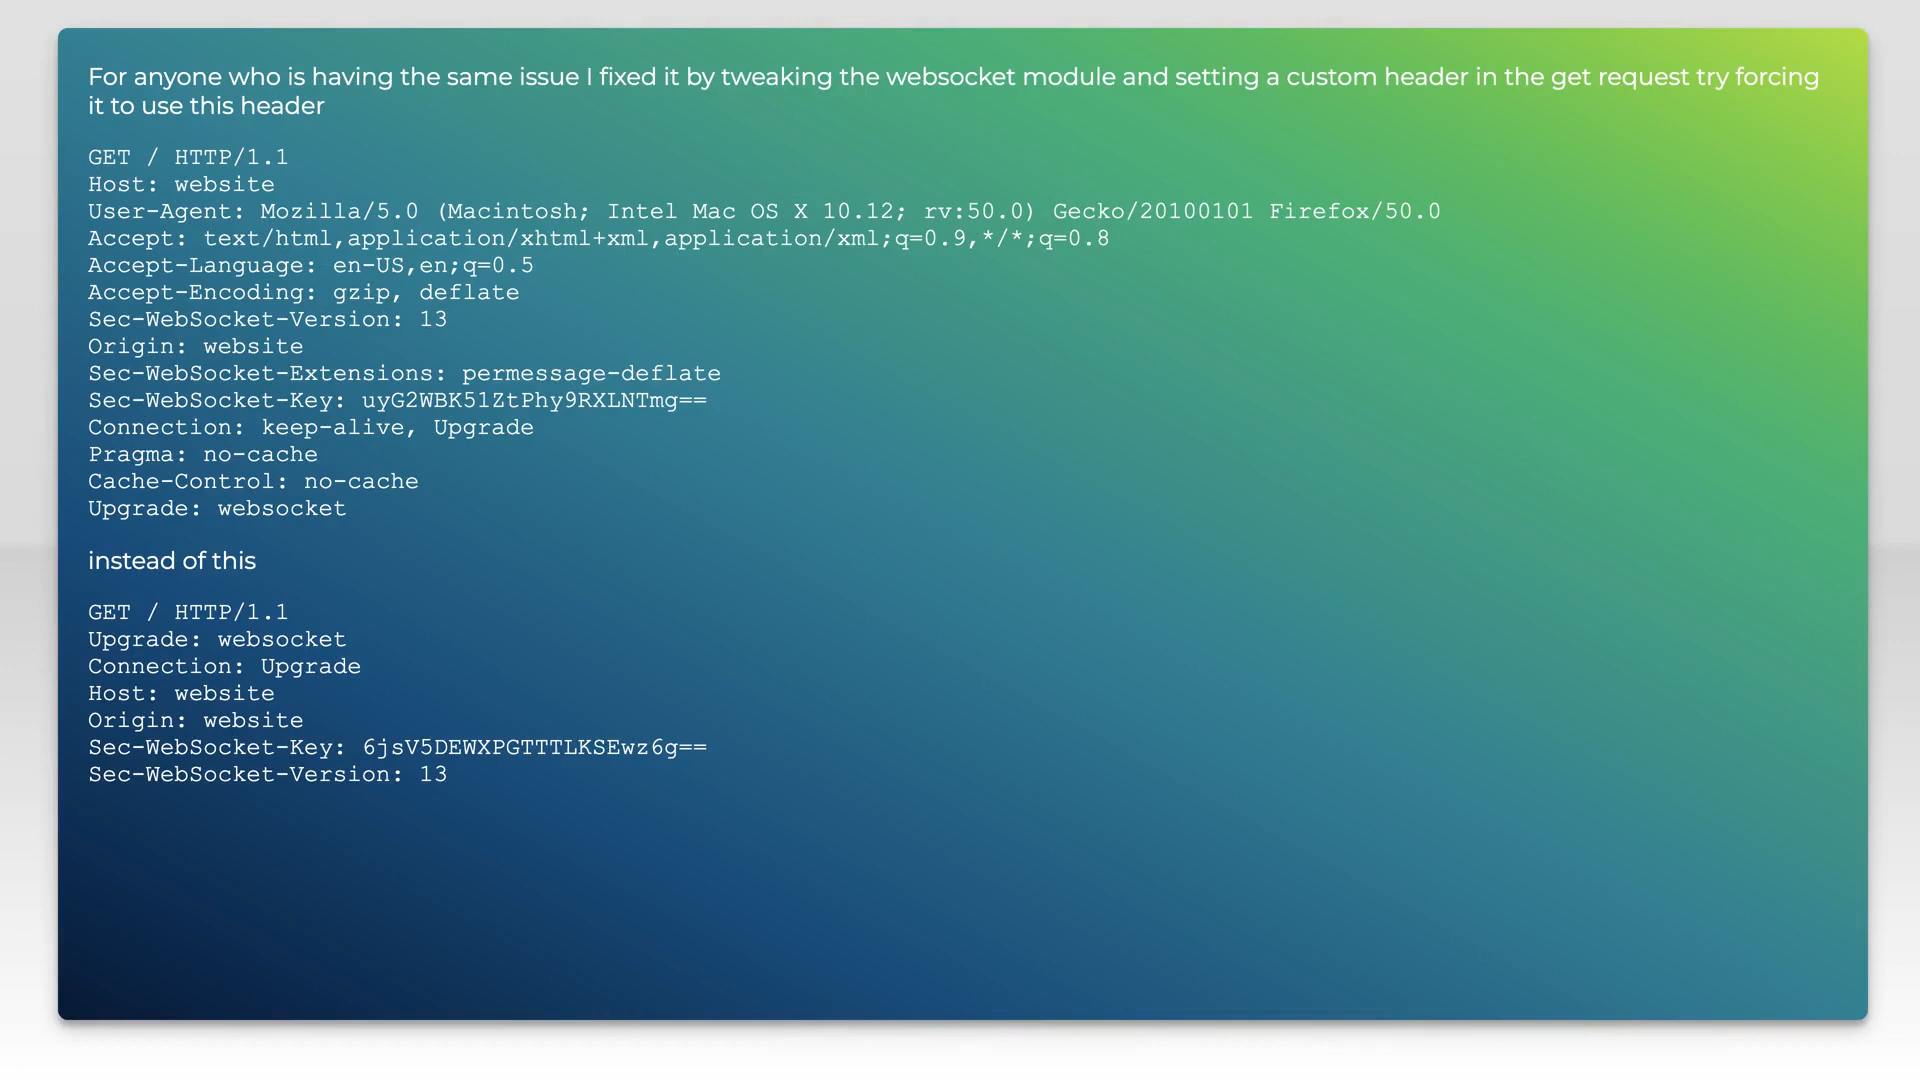 For anyone who is having the same issue I fixed it by tweaking the websocket module and setting a custom header in the get request try forcing
it to use this header
GET / HTTP/1.1
Host: website
User-Agent: Mozilla/5.0 (Macintosh; Intel Mac OS X 10.12; rv:50.0) Gecko/20100101 Firefox/50.0
Accept: text/html,application/xhtml+xml,application/xml;q=0.9,*/*;q=0.8
Accept-Language: en-US,en;q=0.5
Accept-Encoding: gzip, deflate
Sec-WebSocket-Version: 13
Origin: website
Sec-WebSocket-Extensions: permessage-deflate
Sec-WebSocket-Key: uyG2WBK51ZtPhy9RXLNTmg==
Connection: keep-alive, Upgrade
Pragma: no-cache
Cache-Control: no-cache
Upgrade: websocket
instead of this
GET / HTTP/1.1
Upgrade: websocket
Connection: Upgrade
Host: website
Origin: website
Sec-WebSocket-Key: 6jsV5DEWXPGTTTLKSEwz6g==
Sec-WebSocket-Version: 13